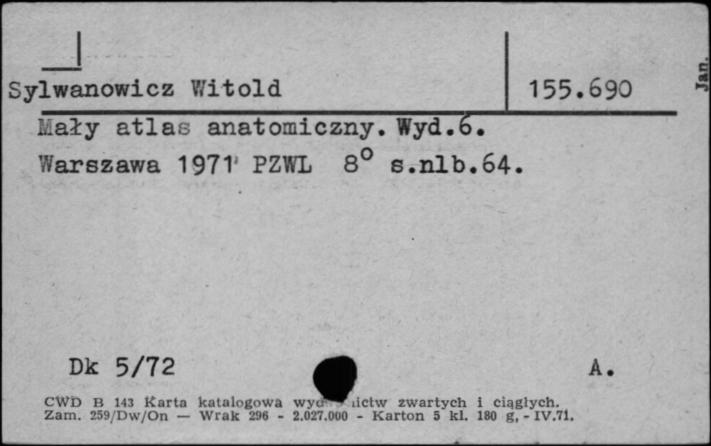 Jan.
Sylwanowicz Witold 155.690
Mały atlas anatomiczny. Wyd.6.
Warszawa 1971 PZWL 8° s.nlb.64.
Dk 5/72 A.
CWD B 143 Karta katalogowa zwartych i ciągłych.
Zam. 259/Dw/On — Wrak 296 - 2.027.000 - Karton 5 kl. 180 g. - IV.71.